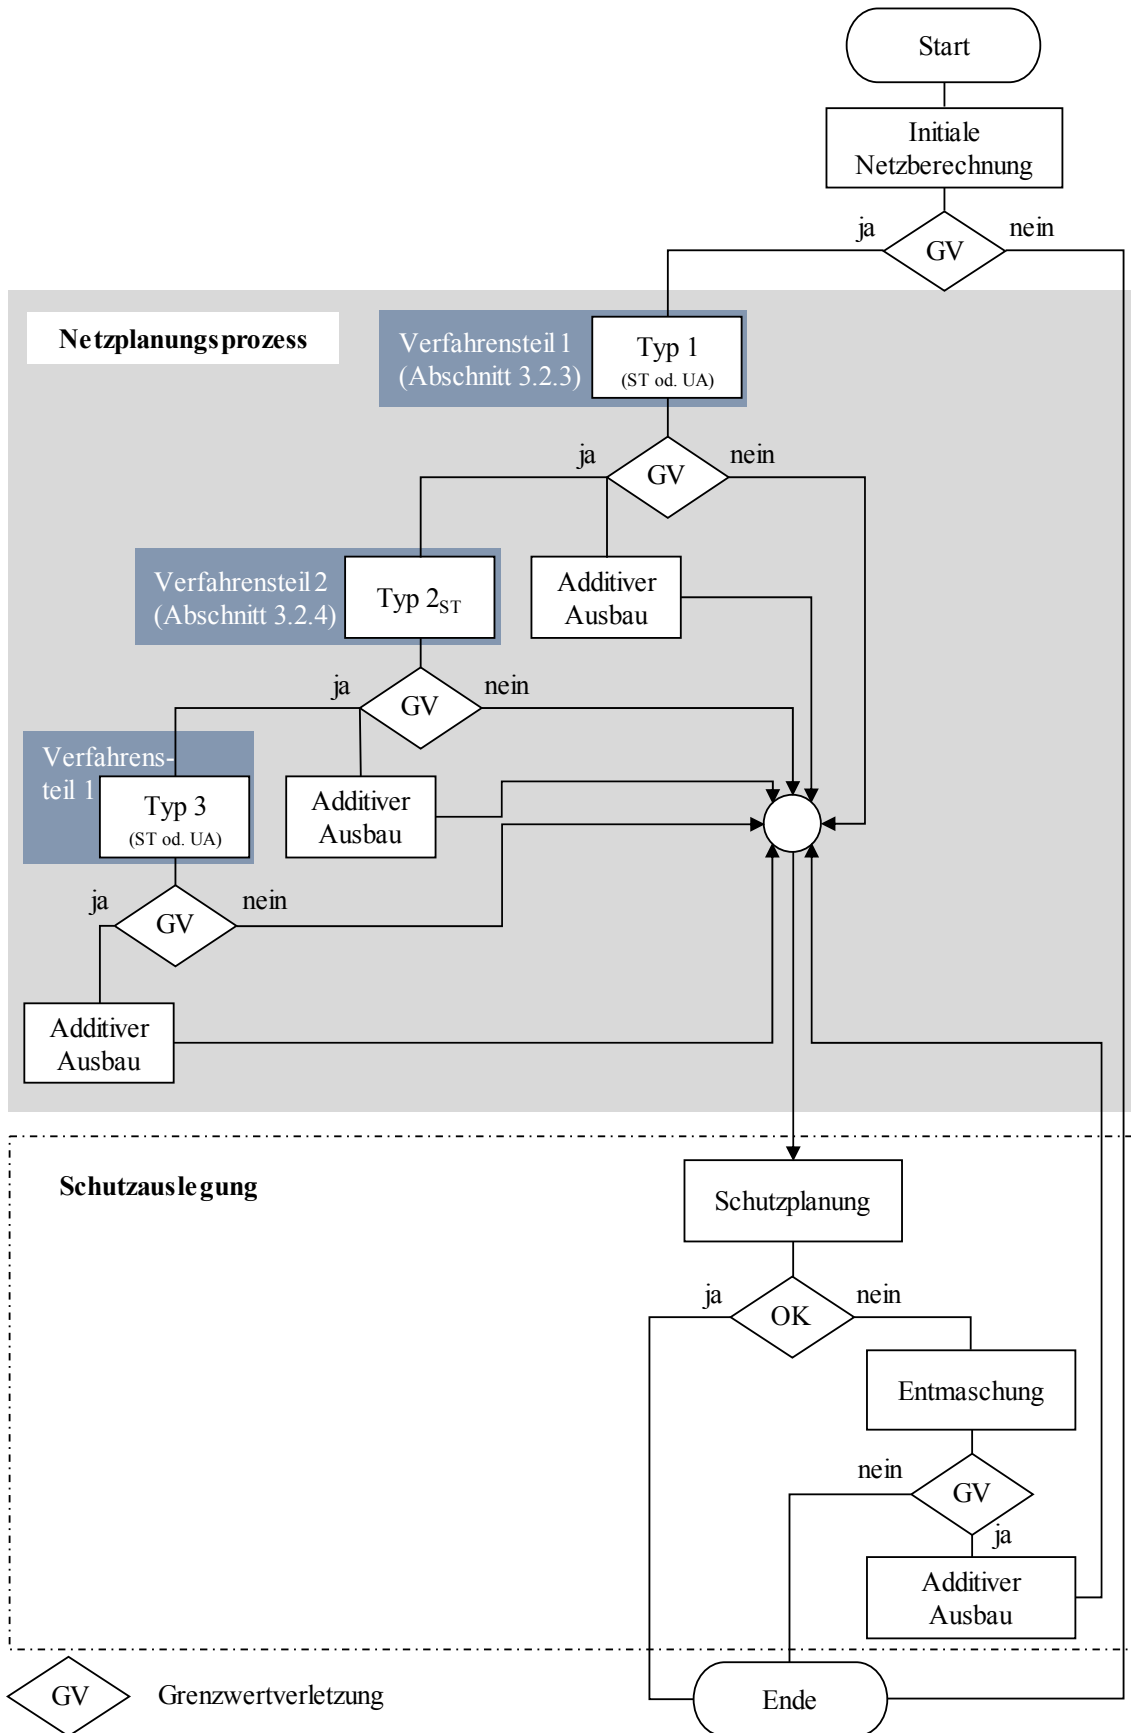 Start
Initiale
Netzberechnung
ja
nein
GV
Netzplanungsprozess
Verfahrensteil 1
(Abschnitt 3.2.3)
Typ 1
(ST od. UA)
ja
nein
GV
Verfahrensteil 2
(Abschnitt 3.2.4)
Typ 2ST
Additiver
Ausbau
ja
nein
GV
Verfahrens-
teil 1
Typ 3
(ST od. UA)
Additiver
Ausbau
ja
nein
GV
Additiver
Ausbau
Schutzauslegung
Schutzplanung
ja
nein
OK
Entmaschung
nein
GV
ja
Additiver
Ausbau
GV
Grenzwertverletzung
Ende